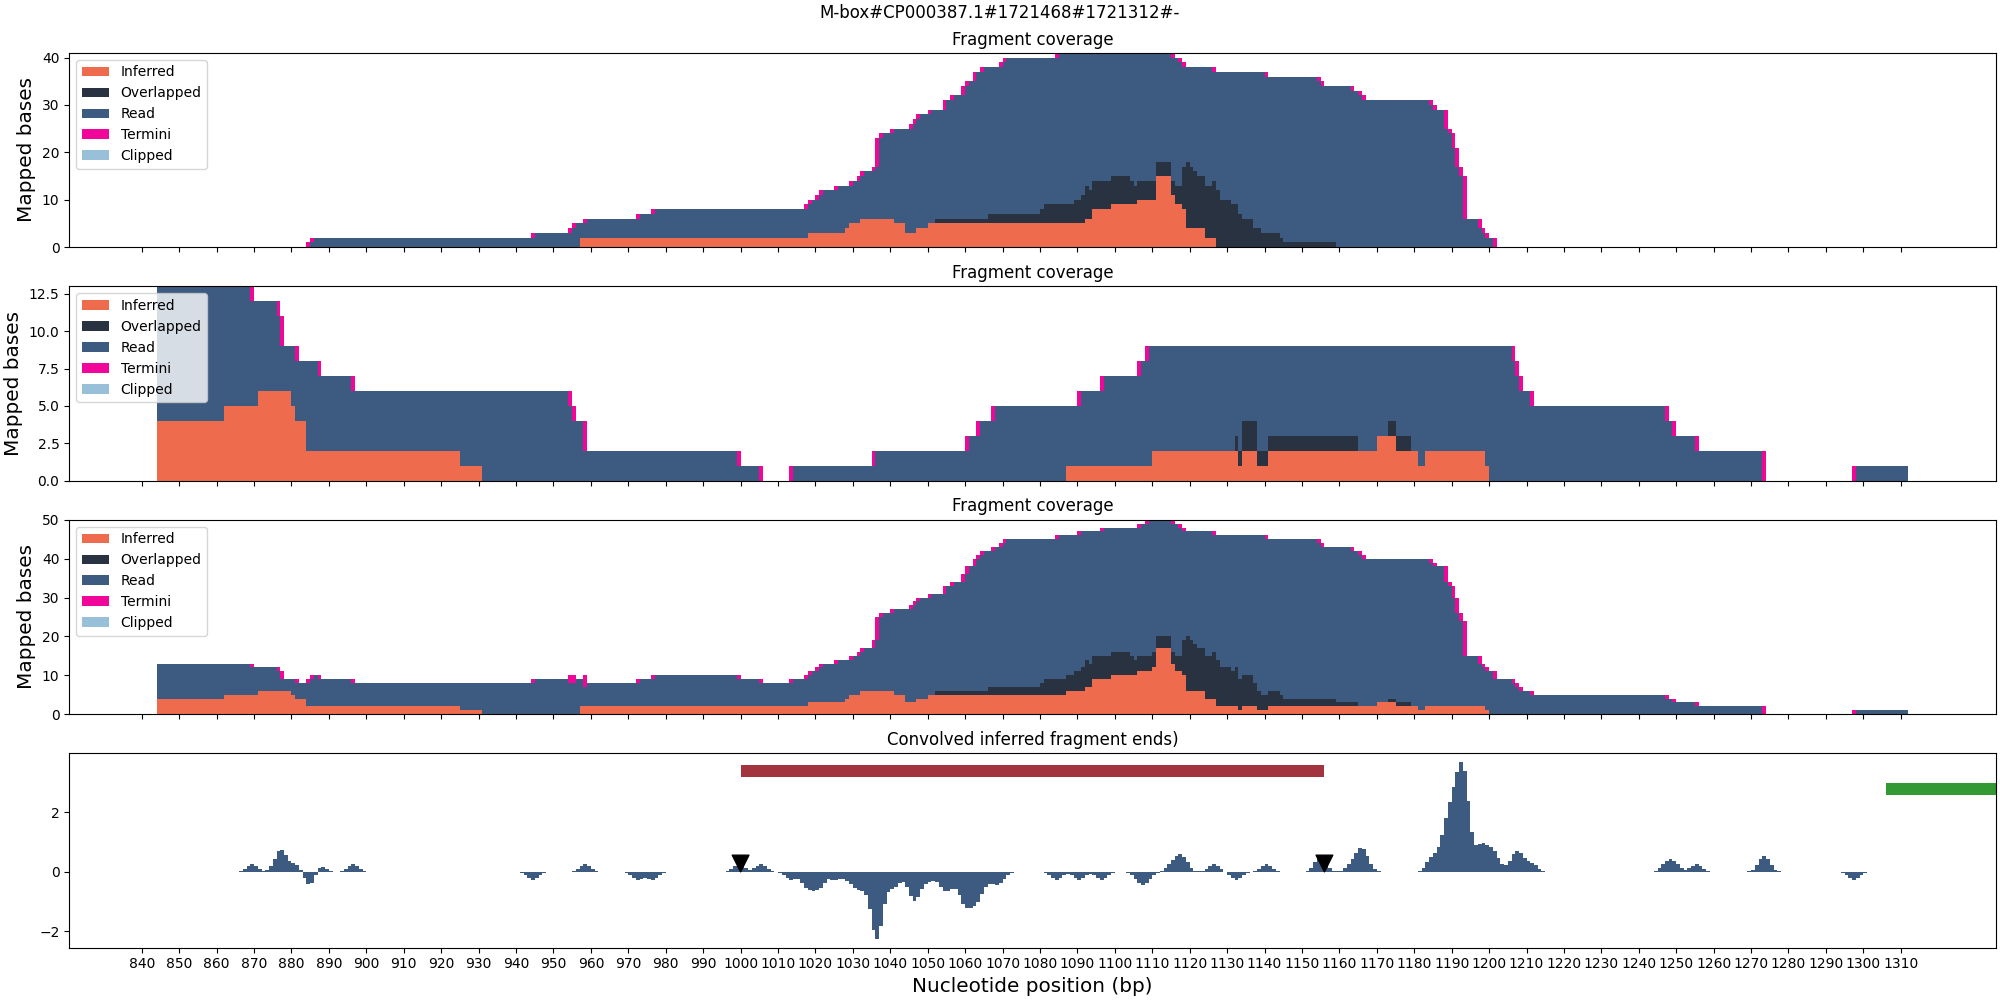 M-box#CP000387.1#1721468#1721312#-
Fragment coverage
Mapped bases
40
30
20
10
0
Inferred
Overlapped
Read
Termini
Clipped
Fragment coverage
Mapped bases
12.5
10.0
7.5
5.0
2.5
0.0
Inferred
Overlapped
Read
Termini
Clipped
Fragment coverage
Mapped bases
50
40
30
20
10
0
Inferred
Overlapped
Read
Termini
Clipped
Convolved inferred fragment ends)
2
0
−2
840 850 860 870 880 890 900 910 920 930 940 950 960 970 980 990 1000 1010 1020 1030 1040 1050 1060 1070 1080 1090 1100 1110 1120 1130 1140 1150 1160 1170 1180 1190 1200 1210 1220 1230 1240 1250 1260 1270 1280 1290 1300 1310
Nucleotide position (bp)